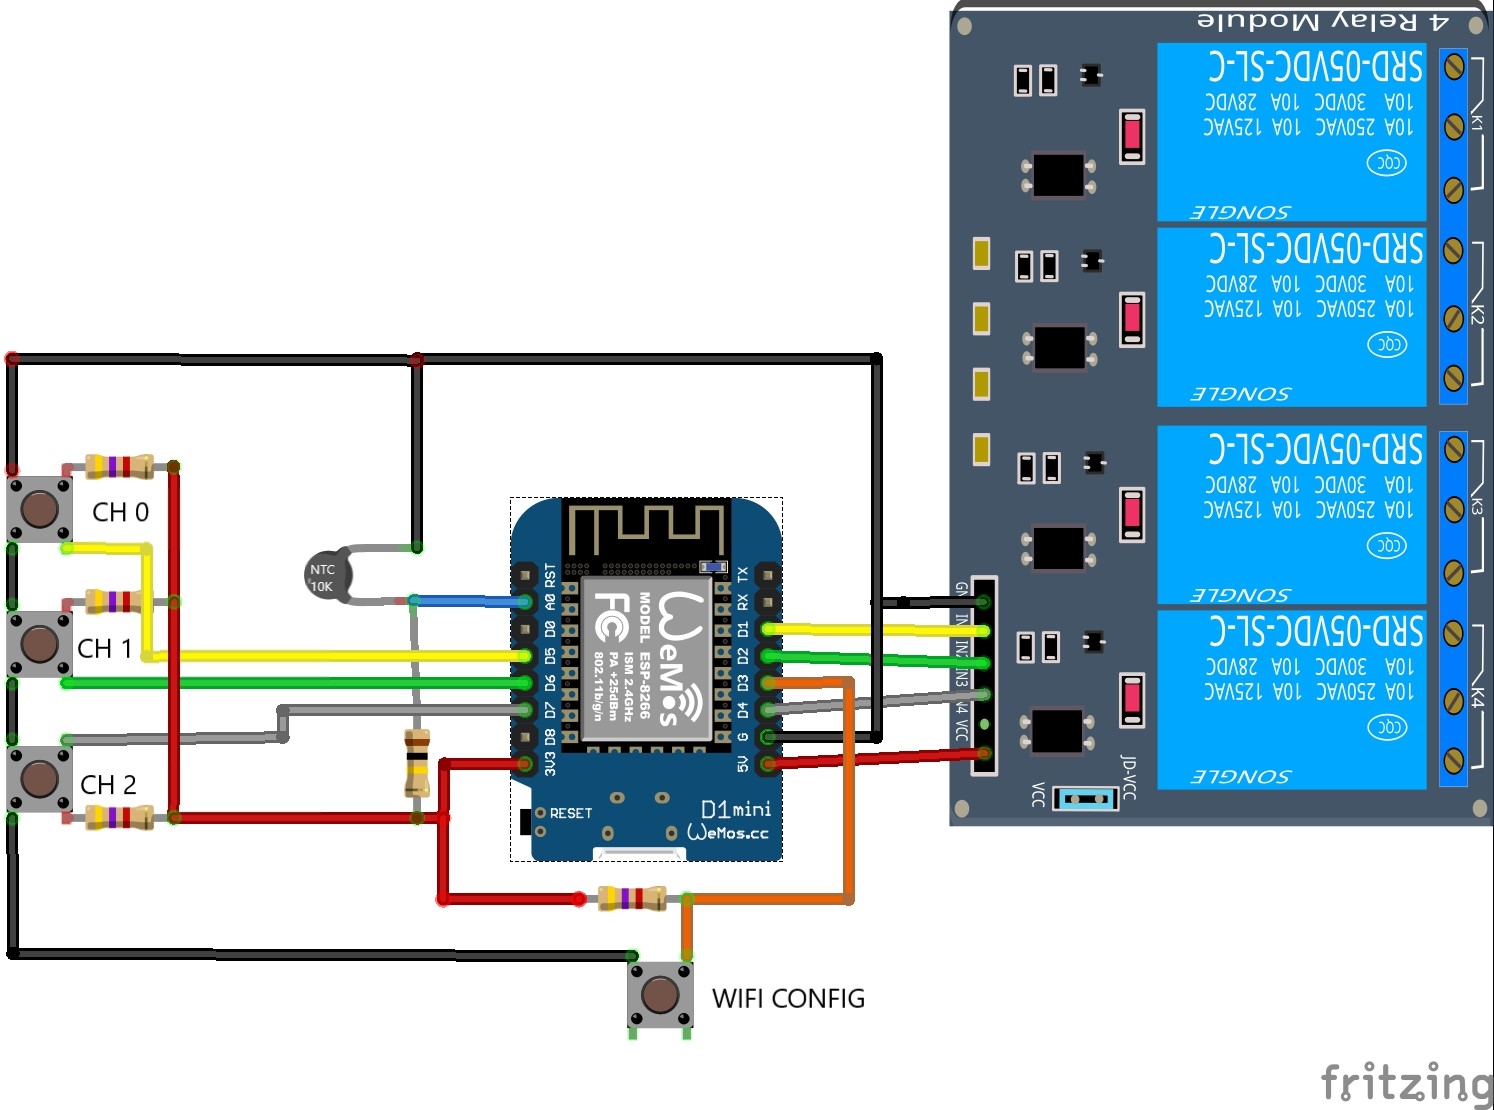 4 Relay Module
SRD-05VDC-SL-C
10A 30VDC 10A 28VDC
10A 250VAC 10A 125VAC
CQC
SONGLE
K1
SRD-05VDC-SL-C
10A 30VDC 10A 28VDC
10A 250VAC 10A 125VAC
CQC
SONGLE
K2
SRD-05VDC-SL-C
10A 30VDC 10A 28VDC
10A 250VAC 10A 125VAC
CQC
SONGLE
K3
SRD-05VDC-SL-C
10A 30VDC 10A 28VDC
10A 250VAC 10A 125VAC
CQC
SONGLE
K4
IN2
IN3
VCC
VCC
JD-VCC
CH 0
CH 1
CH 2
NTC
10K
RST
A0
D0
D5
D6
D7
D8
3V3
TX
RX
D1
D2
D3
D4
G
5V
WeMos
MODEL ESP-8266
ISM 2.4GHz
PA +25dBm
802.11b/g/n
FC
RESET
D1mini
WeMos.cc
WIFI CONFIG
fritzing